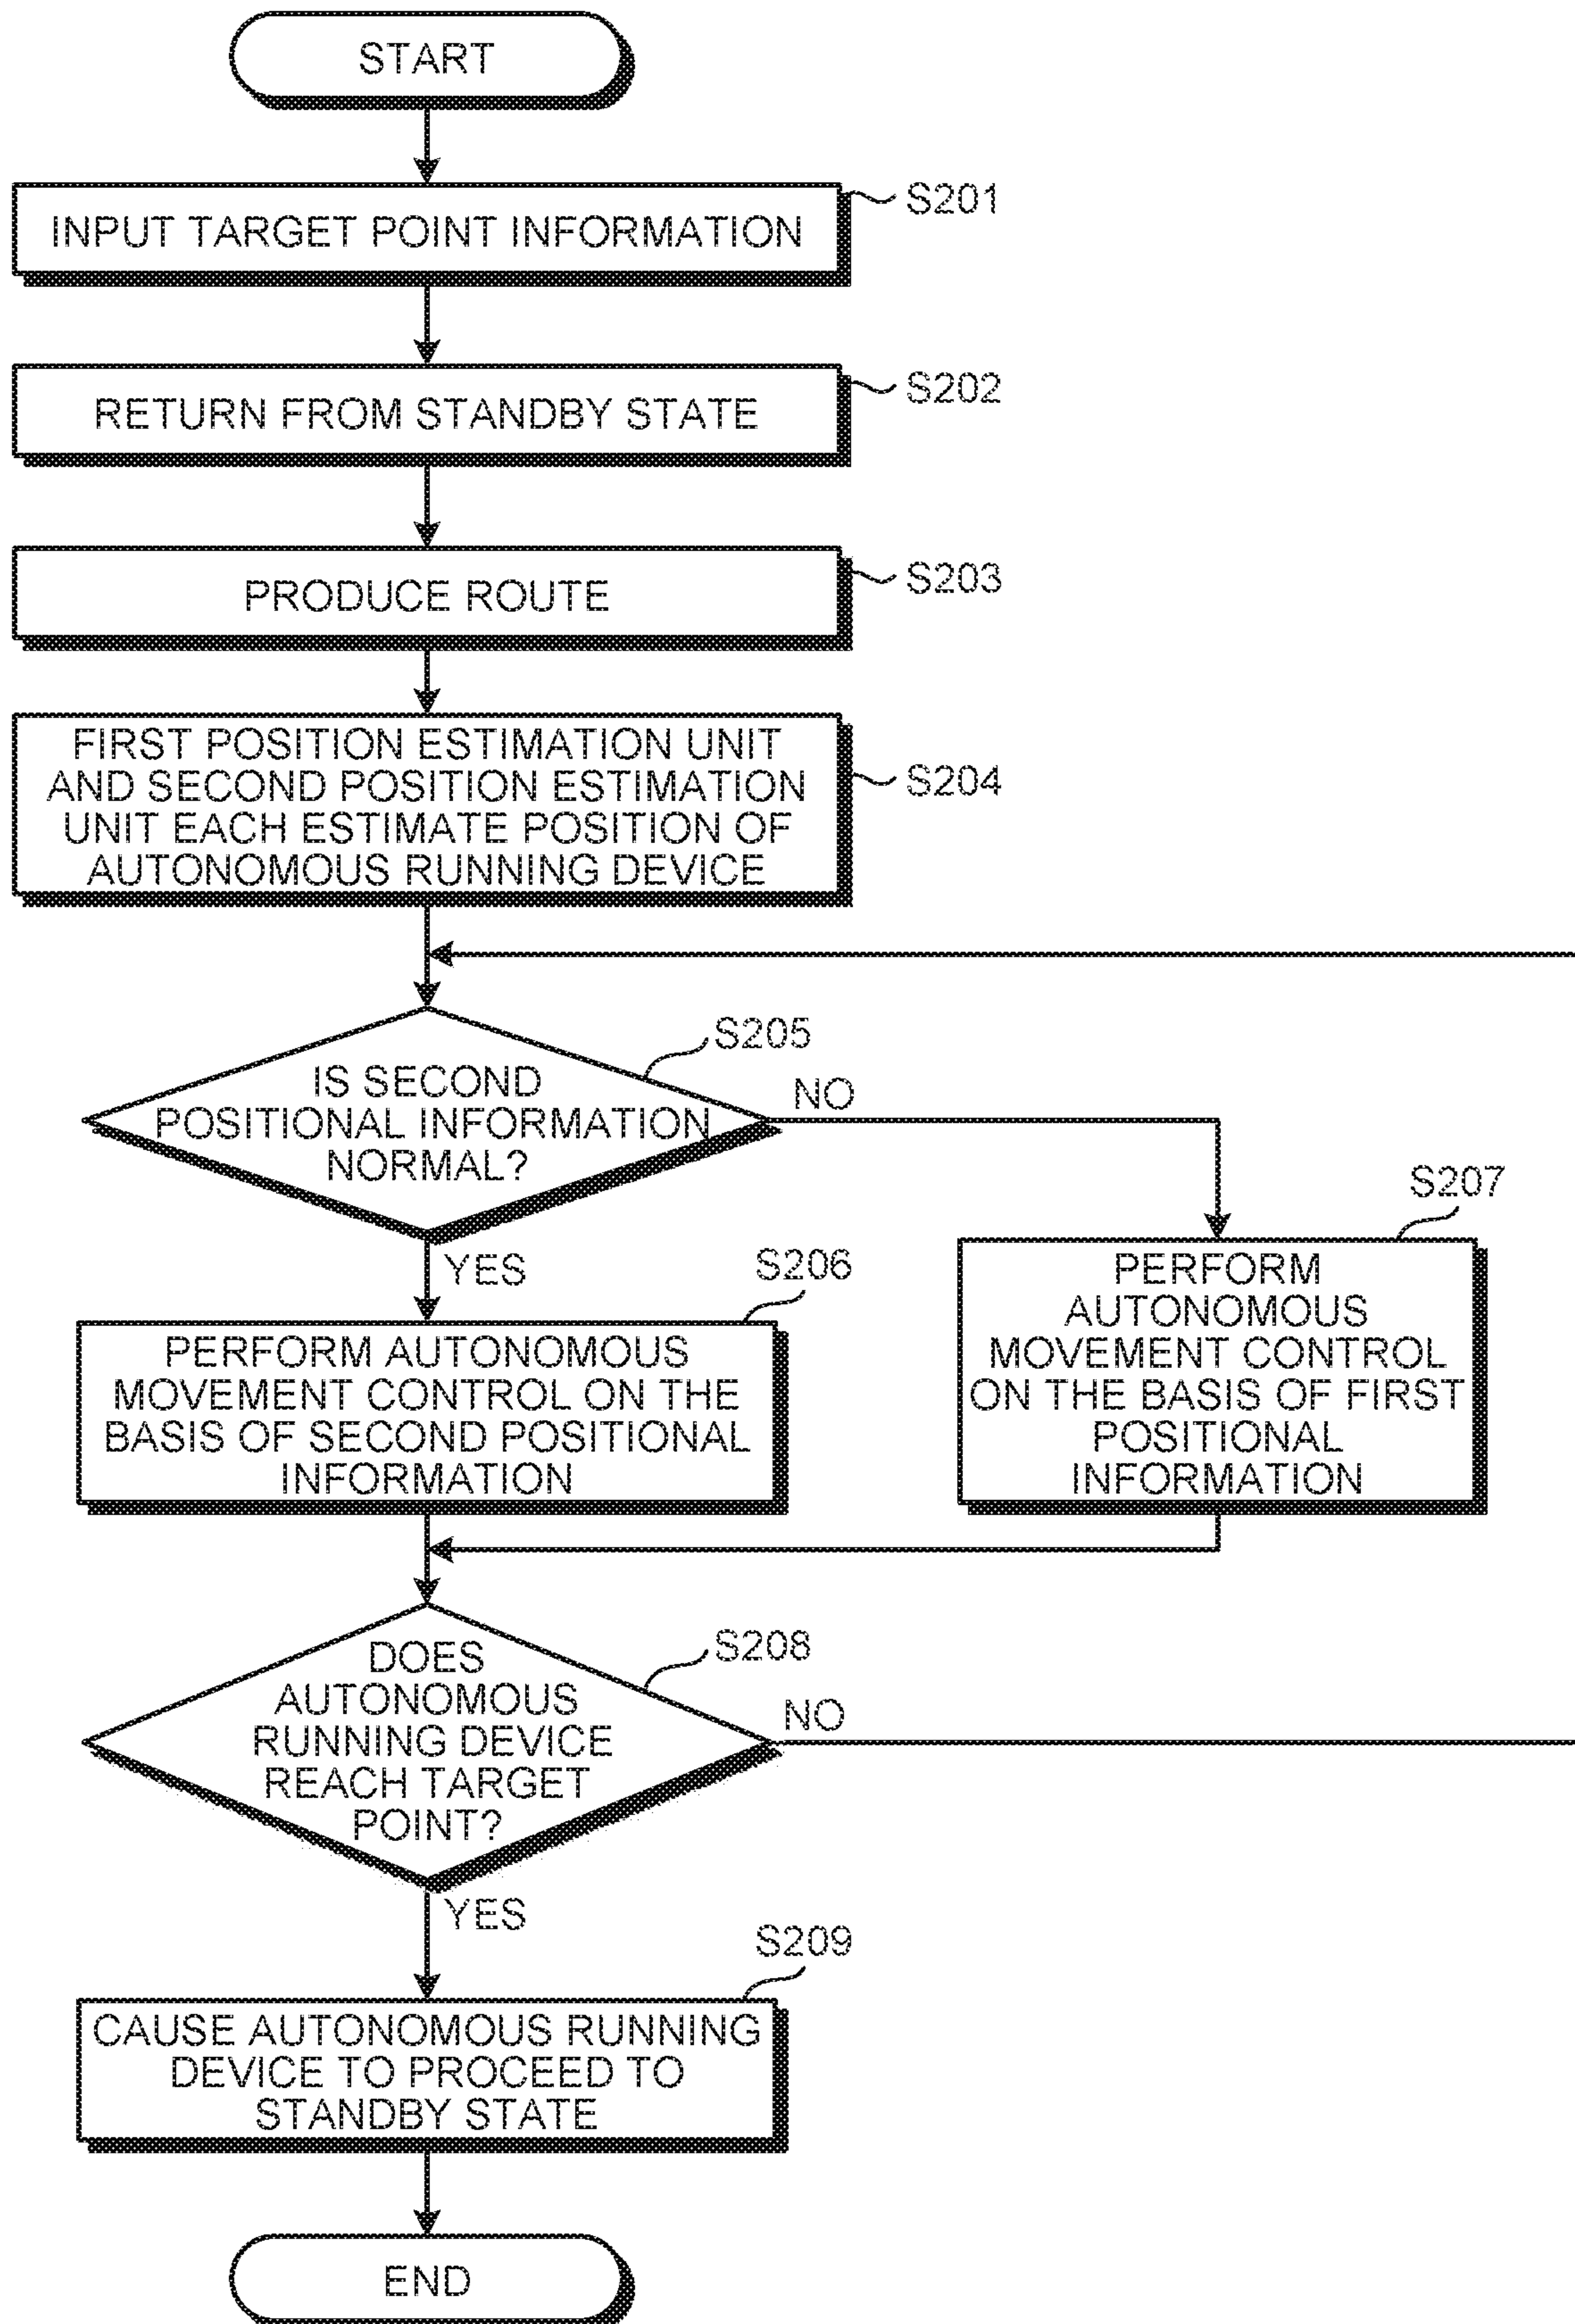 START
S201
INPUT TARGET POINT INFORMATION
S202
RETURN FROM STANDBY STATE
S203
PRODUCE ROUTE
S204
FIRST POSITION ESTIMATION UNIT
AND SECOND POSITION ESTIMATION
UNIT EACH ESTIMATE POSITION OF
AUTONOMOUS RUNNING DEVICE
S205
IS SECOND
POSITIONAL INFORMATION
NORMAL?
NO
YES
S206
PERFORM AUTONOMOUS
MOVEMENT CONTROL ON THE
BASIS OF SECOND POSITIONAL
INFORMATION
S207
PERFORM
AUTONOMOUS
MOVEMENT CONTROL
ON THE BASIS OF FIRST
POSITIONAL
INFORMATION
S208
DOES
AUTONOMOUS
RUNNING DEVICE
REACH TARGET
POINT?
NO
YES
S209
CAUSE AUTONOMOUS RUNNING
DEVICE TO PROCEED TO
STANDBY STATE
END